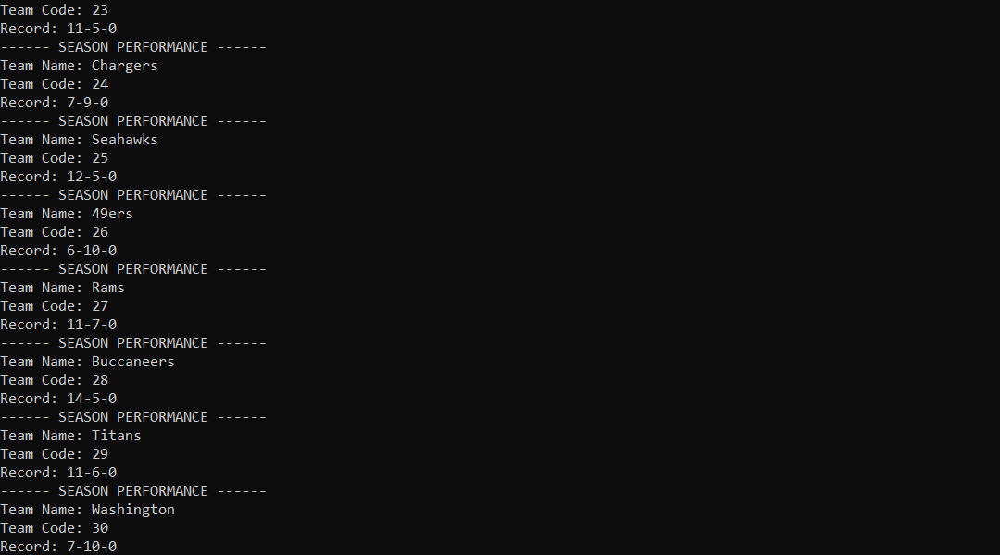 Team Code: 23
Record: 11-5-0
------ SEASON PERFORMANCE ------
Team Name: Chargers
Team Code: 24
Record: 7-9-0
------ SEASON PERFORMANCE ------
Team Name: Seahawks
Team Code: 25
Record: 12-5-0
------ SEASON PERFORMANCE ------
Team Name: 49ers
Team Code: 26
Record: 6-10-0
------ SEASON PERFORMANCE ------
Team Name: Rams
Team Code: 27
Record: 11-7-0
------ SEASON PERFORMANCE ------
Team Name: Buccaneers
Team Code: 28
Record: 14-5-0
------ SEASON PERFORMANCE ------
Team Name: Titans
Team Code: 29
Record: 11-6-0
------ SEASON PERFORMANCE ------
Team Name: Washington
Team Code: 30
Record: 7-10-0